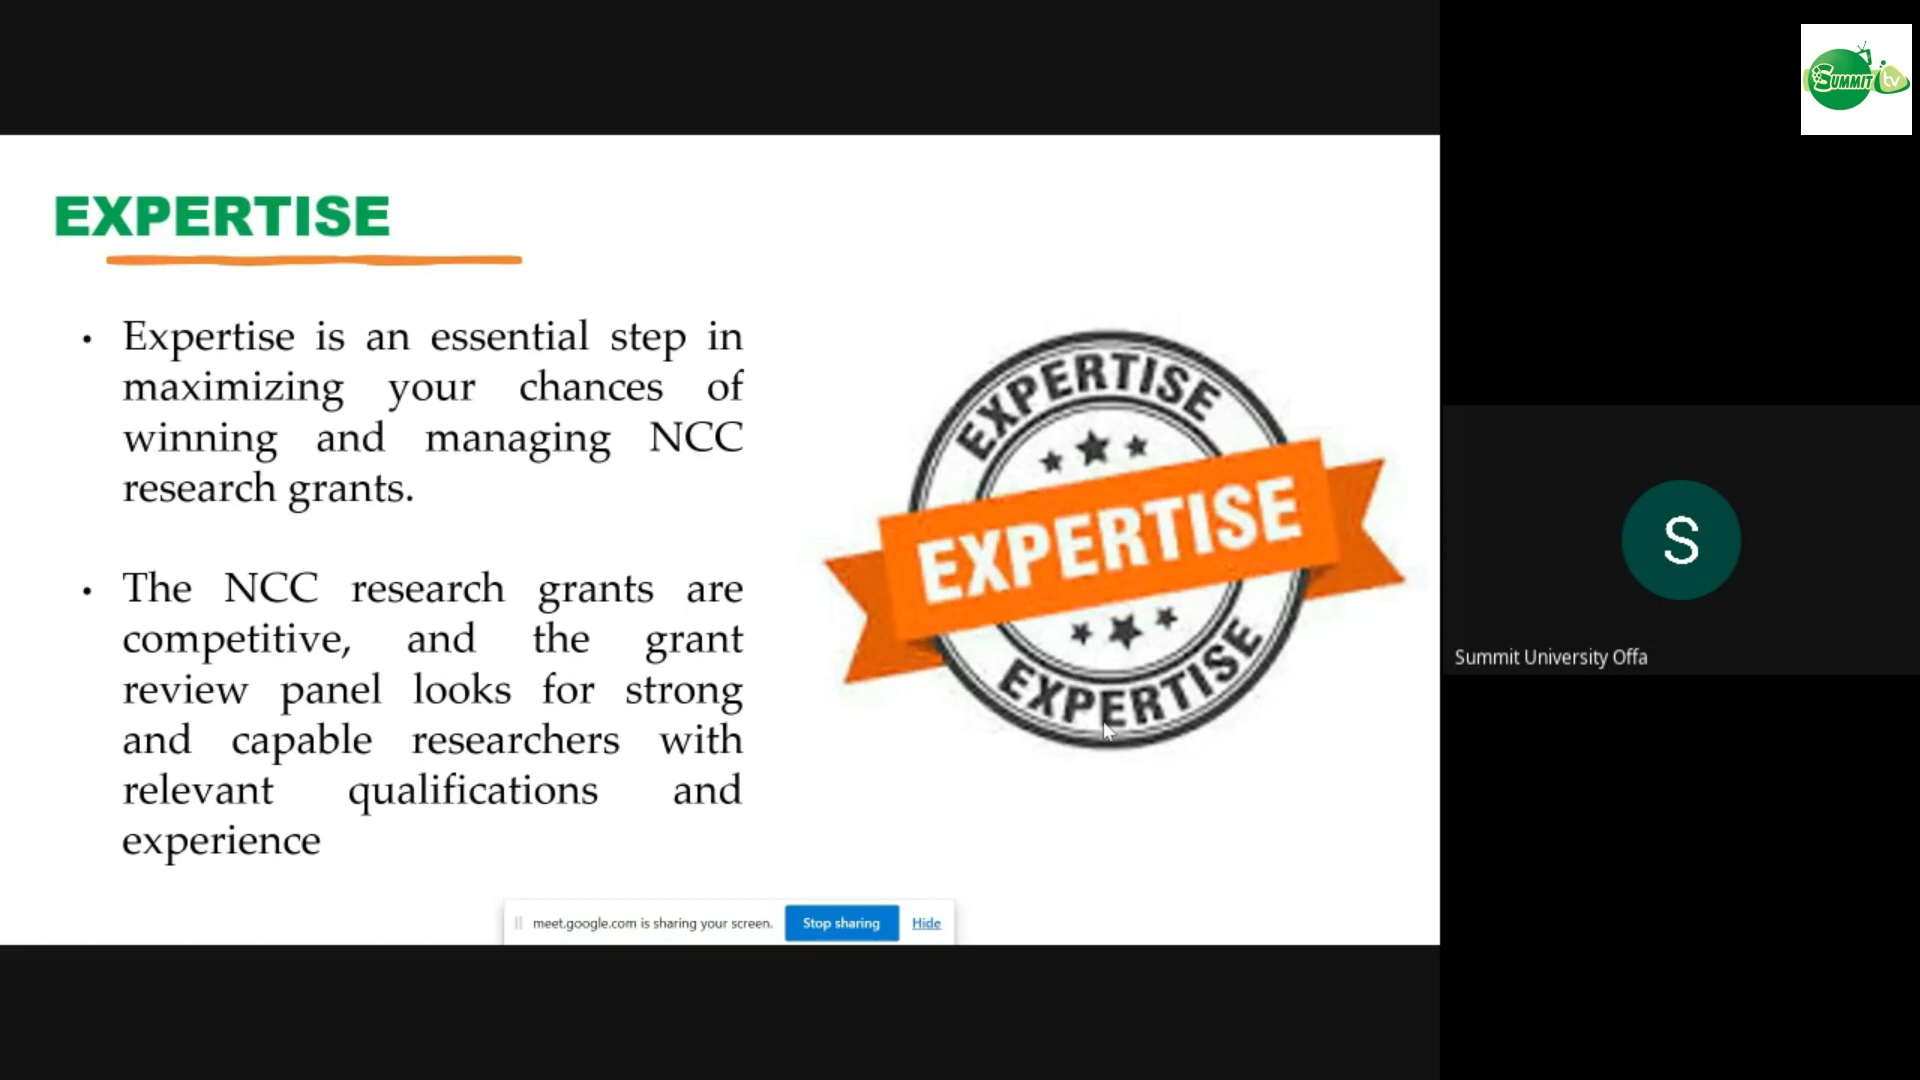 SUMMIT tv
EXPERTISE
• Expertise is an essential step in
maximizing your chances of
winning and managing NCC
research grants.
• The NCC research grants are
competitive, and the grant
review panel looks for strong
and capable researchers with
relevant qualifications and
experience
EXPERTISE
EXPERTISE
EXPERTISE
S
Summit University Offa
meet.google.com is sharing your screen. Stop sharing Hide